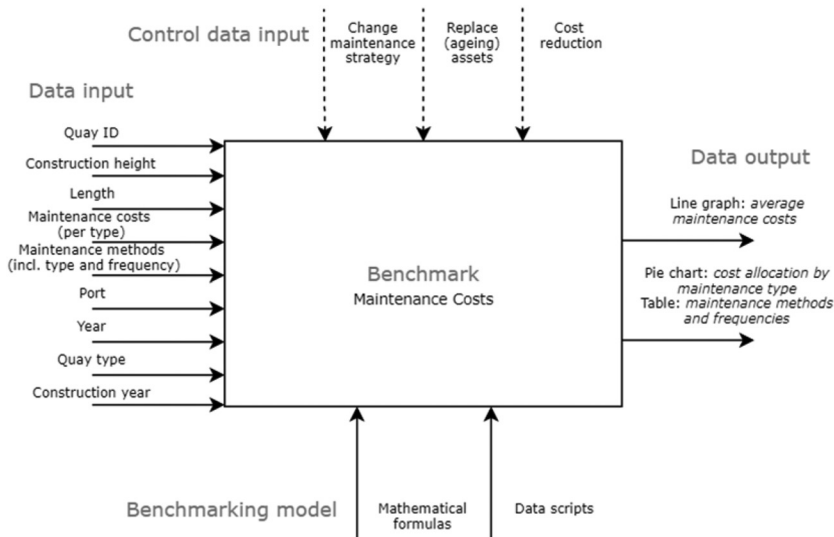 Control data input
Change
maintenance
strategy
Replace
(ageing)
assets
Cost
reduction
Data input
Quay ID
Construction height
Length
Maintenance costs
(per type)
Maintenance methods
(incl. type and frequency)
Port
Year
Quay type
Construction year
Benchmark
Maintenance Costs
Data output
Line graph: average
maintenance costs
Pie chart: cost allocation by
maintenance type
Table: maintenance methods
and frequencies
Benchmarking model
Mathematical
formulas
Data scripts